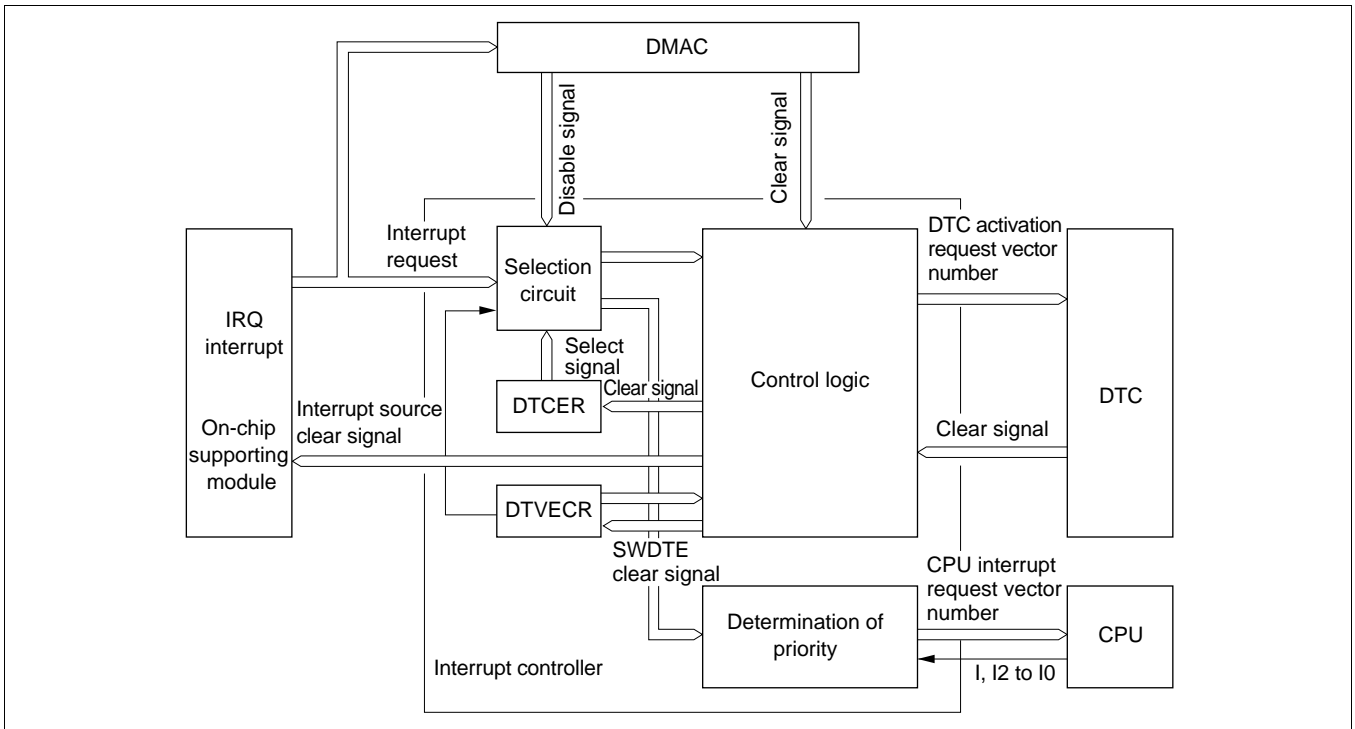 DMAC
Disable signal
Clear signal
Interrupt
request
DTC activation
request vector
number
Selection
circuit
IRQ
interrupt
Select
signal
Control logic
DTC
DTCER
Clear signal
Interrupt source
clear signal
On-chip
supporting
module
Clear signal
DTVECR
SWDTE
clear signal
CPU interrupt
request vector
number
Determination of
priority
CPU
Interrupt controller
I, I2 to I0